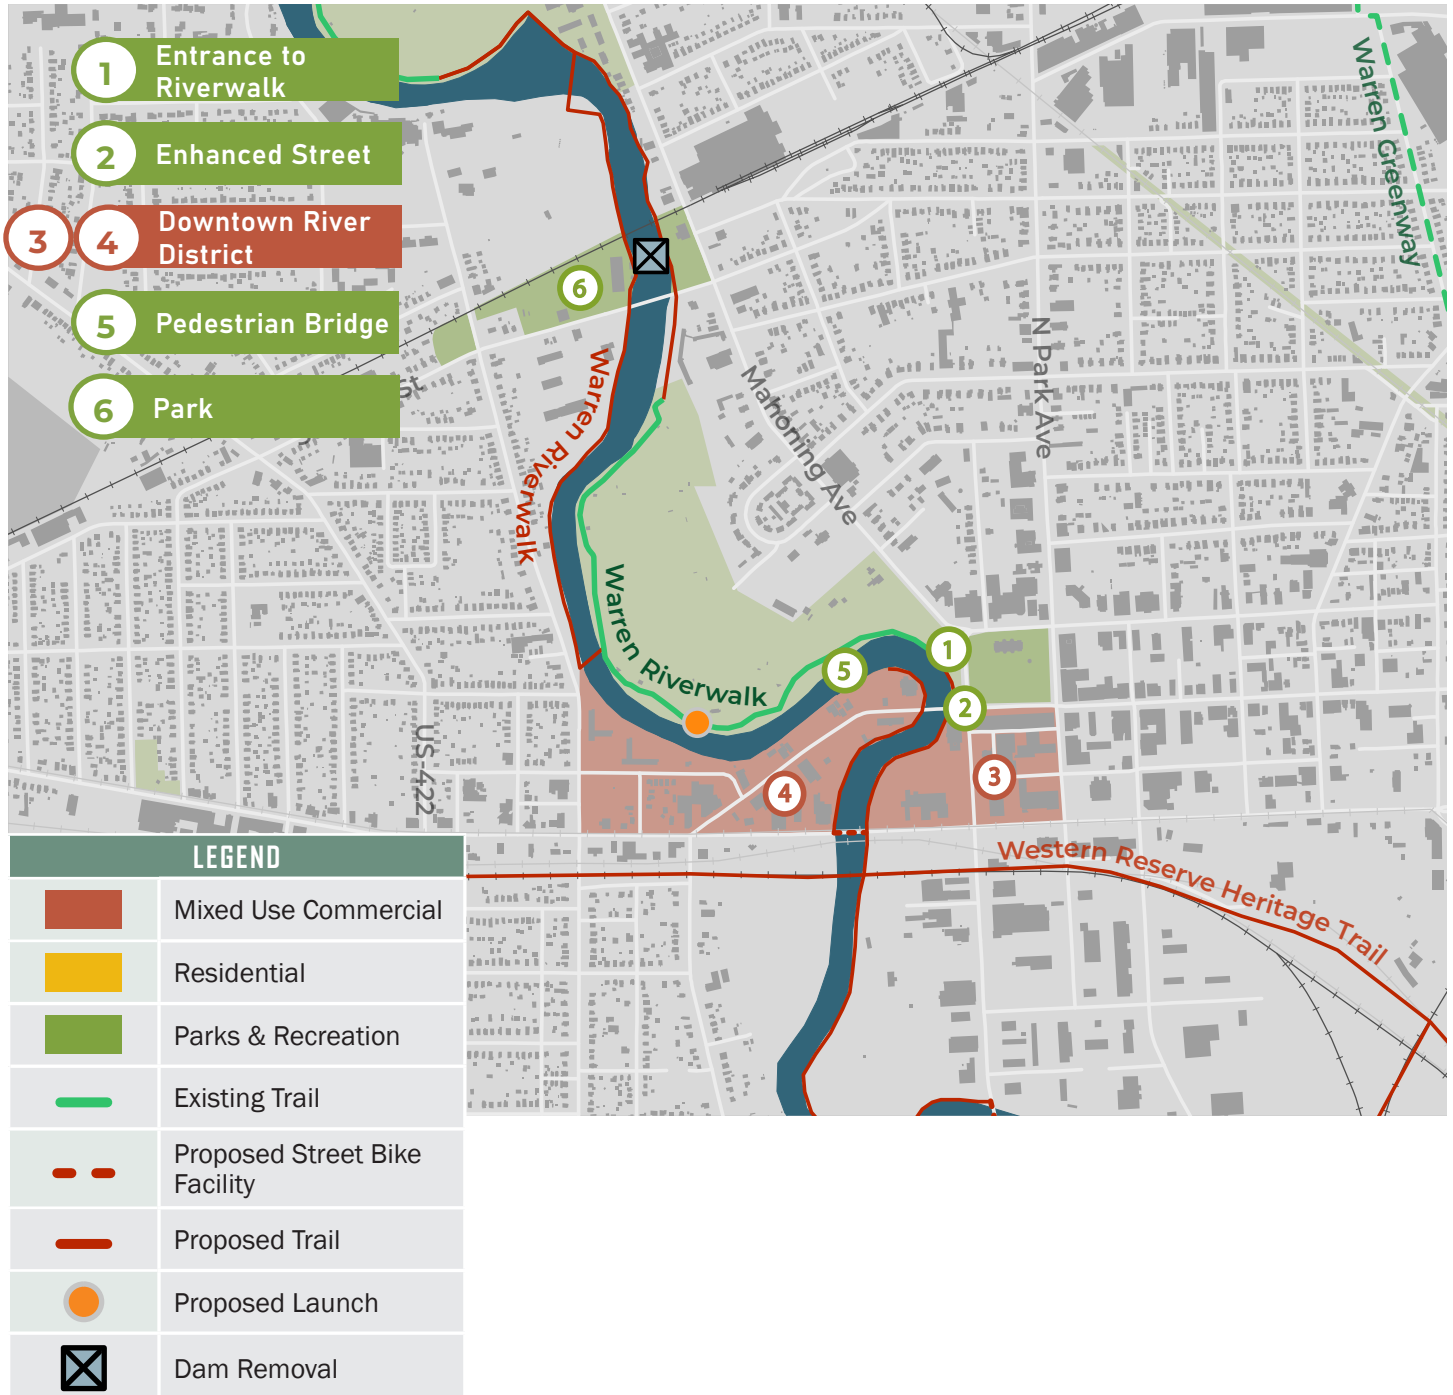 1
Entrance to
Riverwalk
2
Enhanced Street
3
4
Downtown River
District
5
Pedestrian Bridge
6
Park
St
Warren Greenway
N Park Ave
Mahoning Ave
6
Warren Riverwalk
Warren Riverwalk
5
1
2
3
4
US-422
Western Reserve Heritage Trail
LEGEND
Mixed Use Commercial
Residential
Parks & Recreation
Existing Trail
Proposed Street Bike
Facility
Proposed Trail
Proposed Launch
Dam Removal